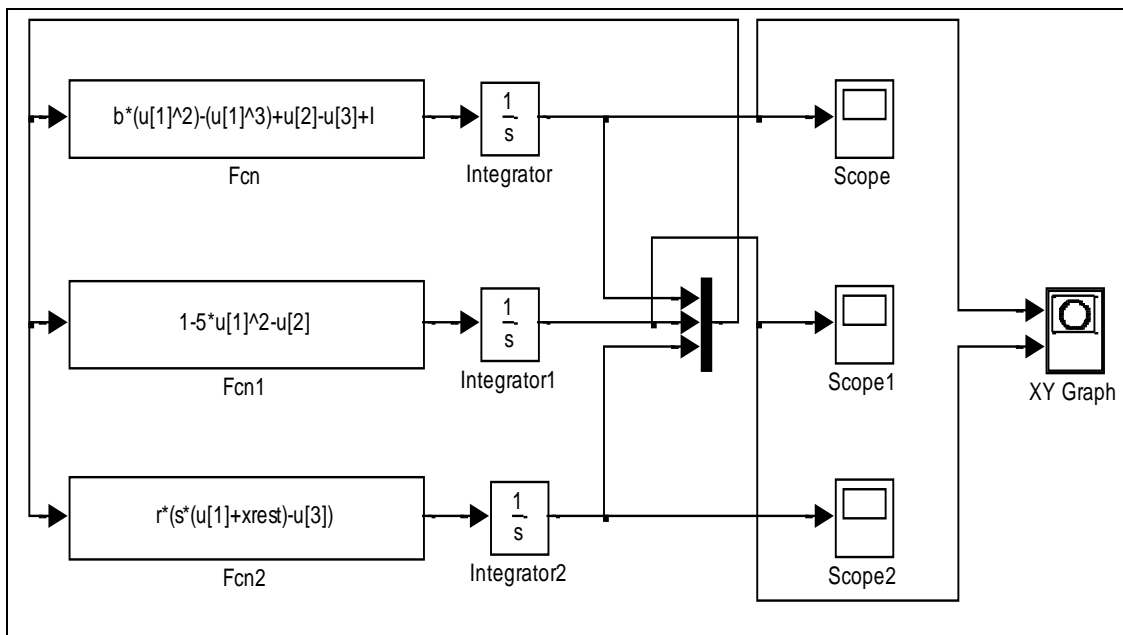 b*(u[1]^2)-(u[1]^3)+u[2]-u[3]+I
Fcn
1
s
Integrator
Scope
1-5*u[1]^2-u[2]
Fcn1
1
s
Integrator1
Scope1
XY Graph
r*(s*(u[1]+xrest)-u[3])
Fcn2
1
s
Integrator2
Scope2